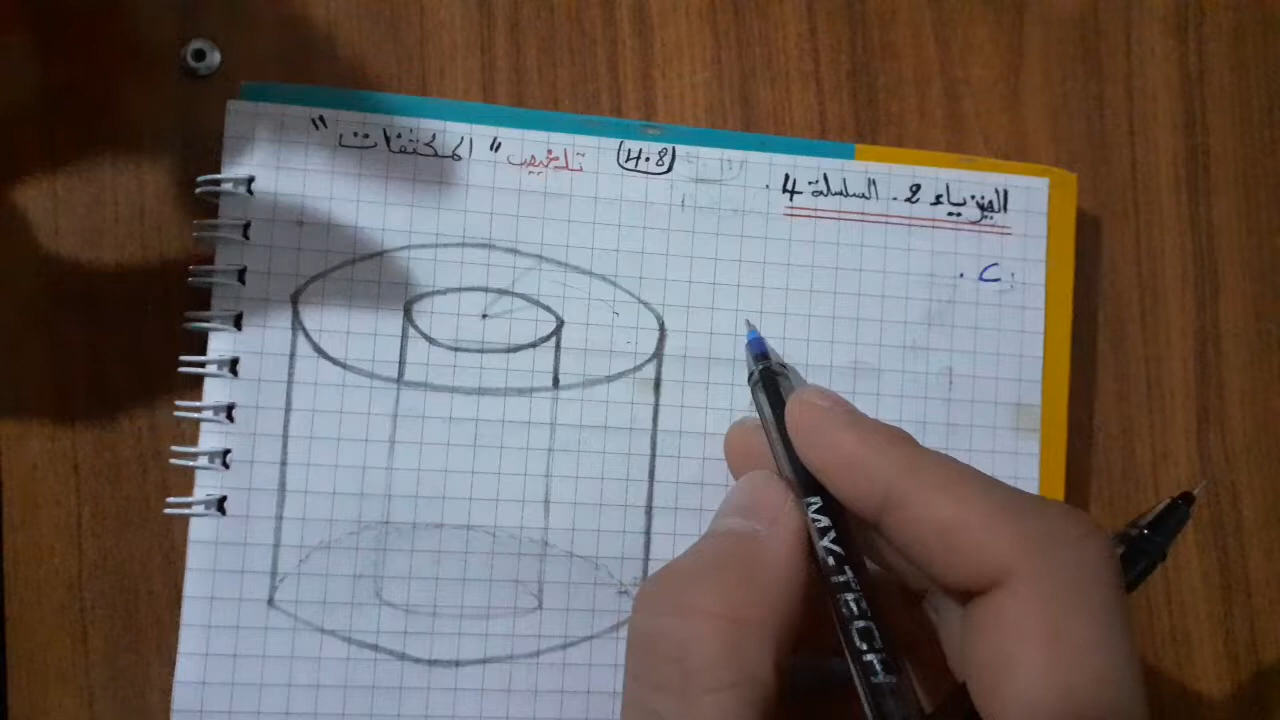 الفيزياء 2. السلسلة 4.
(4.8) تلخيص "المكثفات"
C.
MY-TECH